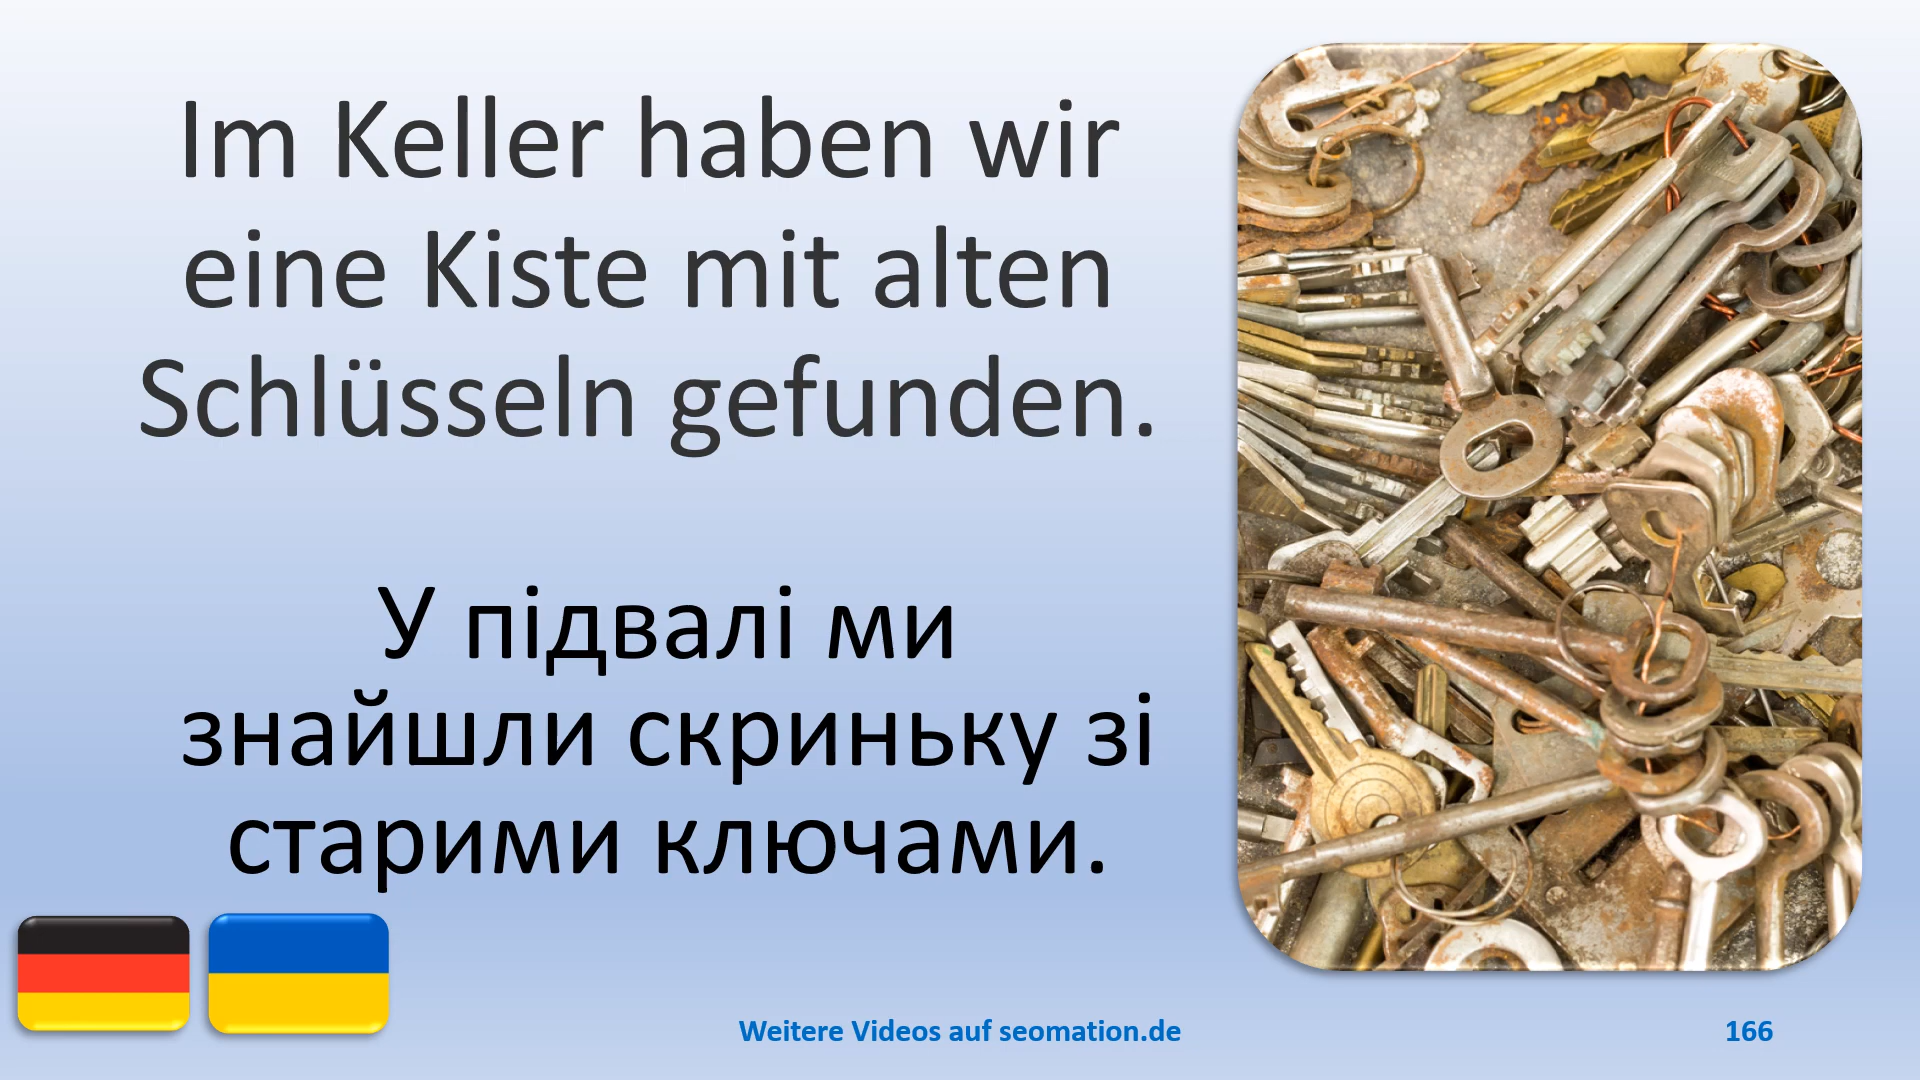 Im Keller haben wir
eine Kiste mit alten
Schlüsseln gefunden.
У підвалі ми
знайшли скриньку зі
старими ключами.
Weitere Videos auf seomation.de
166